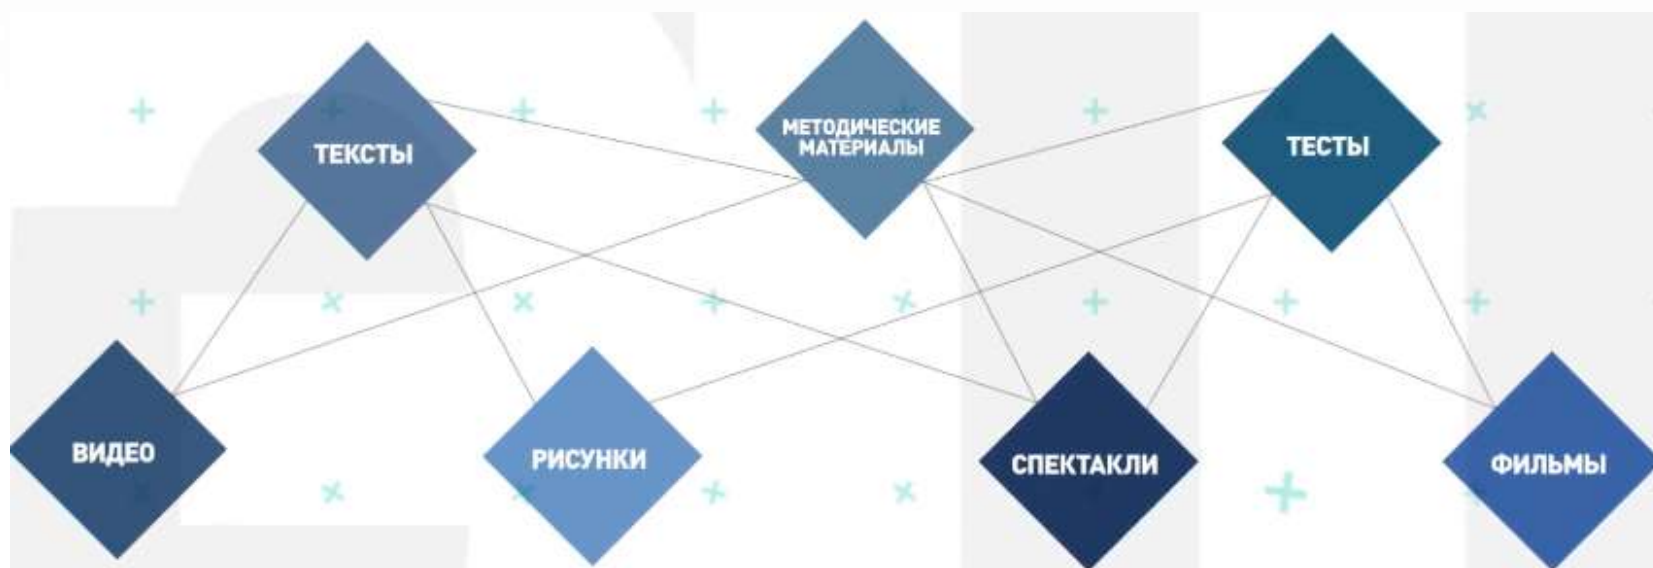 ТЕКСТЫ
МЕТОДИЧЕСКИЕ
МАТЕРИАЛЫ
ТЕСТЫ
ВИДЕО
РИСУНКИ
СПЕКТАКЛИ
ФИЛЬМЫ